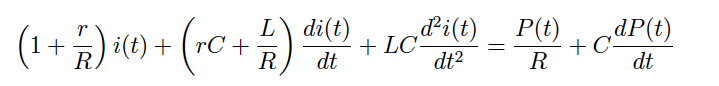 (1 + r/R) i(t) + (rC + L/R) di(t)/dt + LC d²i(t)/dt² = P(t)/R + C dP(t)/dt